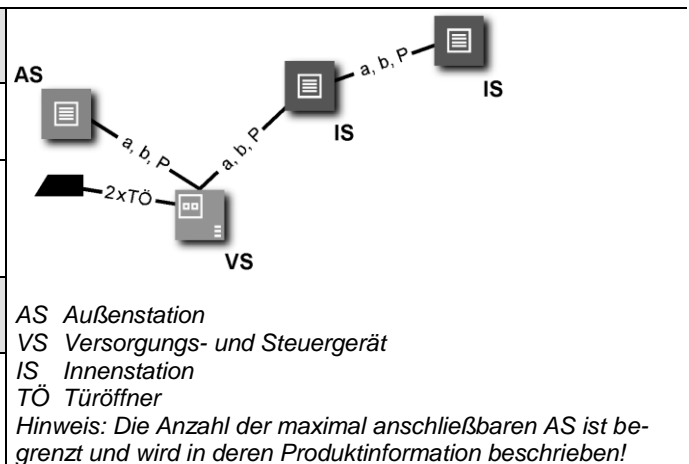 AS
IS
a, b, P
IS
a, b, P
a, b, P
2xTÖ
VS
AS Außenstation
VS Versorgungs- und Steuergerät
IS Innenstation
TÖ Türöffner
Hinweis: Die Anzahl der maximal anschließbaren AS ist be-
grenzt und wird in deren Produktinformation beschrieben!